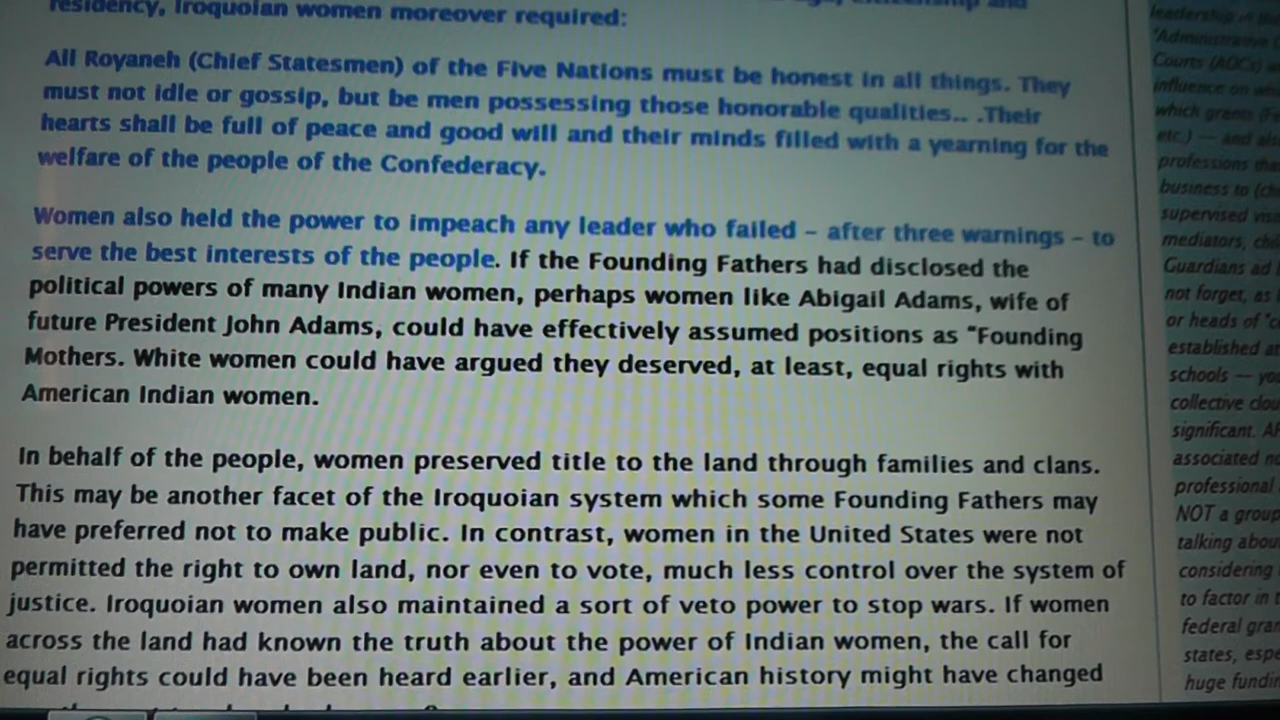 residency, Iroquoian women moreover required:
All Royaneh (Chief Statesmen) of the Five Nations must be honest in all things. They
must not idle or gossip, but be men possessing those honorable qualities.. .Their
hearts shall be full of peace and good will and their minds filled with a yearning for the
welfare of the people of the Confederacy.
Women also held the power to impeach any leader who failed – after three warnings – to
serve the best interests of the people. If the Founding Fathers had disclosed the
political powers of many Indian women, perhaps women like Abigail Adams, wife of
future President John Adams, could have effectively assumed positions as “Founding
Mothers. White women could have argued they deserved, at least, equal rights with
American Indian women.
In behalf of the people, women preserved title to the land through families and clans.
This may be another facet of the Iroquoian system which some Founding Fathers may
have preferred not to make public. In contrast, women in the United States were not
permitted the right to own land, nor even to vote, much less control over the system of
justice. Iroquoian women also maintained a sort of veto power to stop wars. If women
across the land had known the truth about the power of Indian women, the call for
equal rights could have been heard earlier, and American history might have changed
leadership in
"Administrative
Courts (AOCs)
influence on
which grants
etc.) — and
professions
business to
supervised
mediators,
Guardians ad
not forget, as
or heads of
established
schools —
collective
significant.
associated
professional
NOT a group
talking
considering
to factor in
federal
states,
huge